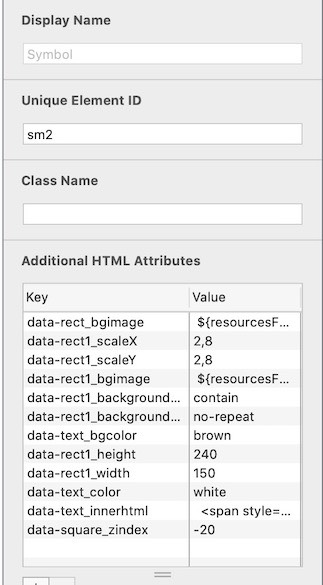 Display Name
Symbol
Unique Element ID
sm2
Class Name
Additional HTML Attributes
Key Value
data-rect_bgimage ${resourcesF...
data-rect1_scaleX 2,8
data-rect1_scaleY 2,8
data-rect1_bgimage ${resourcesF...
data-rect1_background... contain
data-rect1_background... no-repeat
data-text_bgcolor brown
data-rect1_height 240
data-rect1_width 150
data-text_color white
data-text_innerhtml <span style=...
data-square_zindex -20